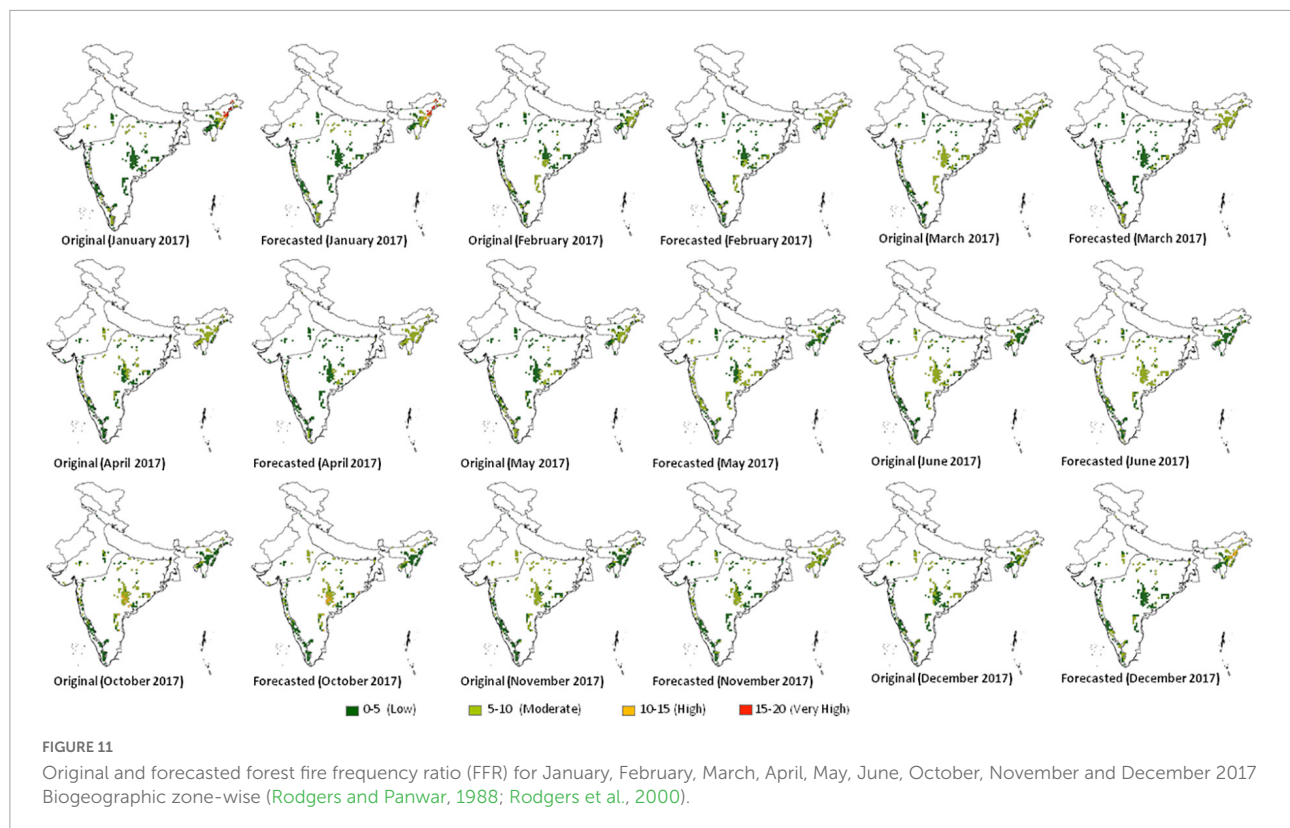 Original (January 2017) Forecasted (January 2017) Original (February 2017) Forecasted (February 2017) Original (March 2017) Forecasted (March 2017)
Original (April 2017) Forecasted (April 2017) Original (May 2017) Forecasted (May 2017) Original (June 2017) Forecasted (June 2017)
Original (October 2017) Forecasted (October 2017) Original (November 2017) Forecasted (November 2017) Original (December 2017) Forecasted (December 2017)
0-5 (Low) 5-10 (Moderate) 10-15 (High) 15-20 (Very High)
FIGURE 11
Original and forecasted forest fire frequency ratio (FFR) for January, February, March, April, May, June, October, November and December 2017
Biogeographic zone-wise (Rodgers and Panwar, 1988; Rodgers et al., 2000).